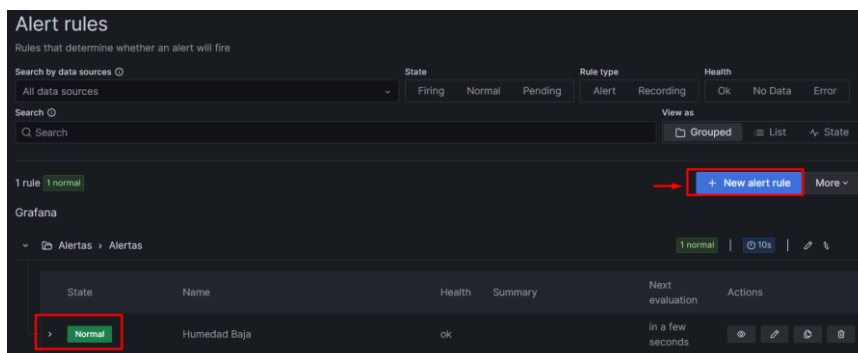 Alert rules
Rules that determine whether an alert will fire
Search by data sources State Rule type Health
All data sources Firing Normal Pending Alert Recording Ok No Data Error
Search View as
Search Grouped List State
1 rule 1 normal + New alert rule More
Grafana
Alertas > Alertas 1 normal | 10s |
State Name Health Summary Next evaluation Actions
Normal Humedad Baja ok in a few seconds